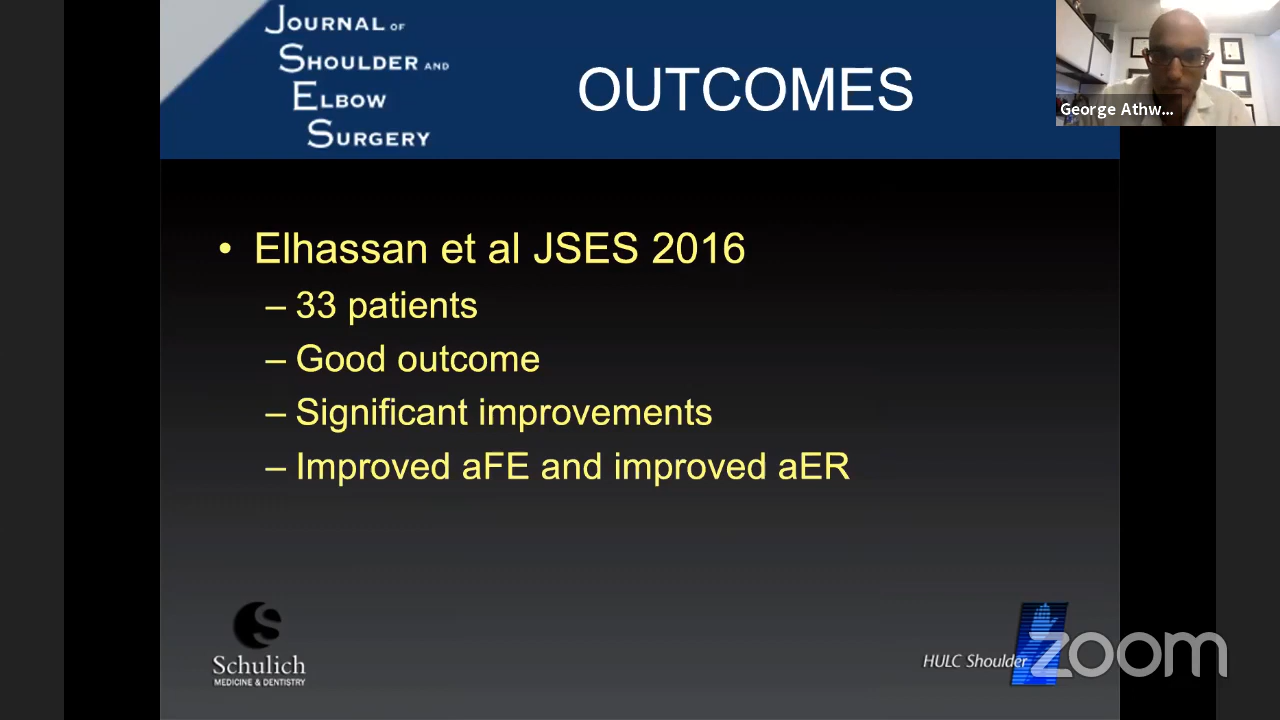 JOURNAL OF
SHOULDER AND
ELBOW
SURGERY
OUTCOMES
George Athw...
• Elhassan et al JSES 2016
– 33 patients
– Good outcome
– Significant improvements
– Improved aFE and improved aER
Schulich
MEDICINE & DENTISTRY
HULC Shoulder
zoom